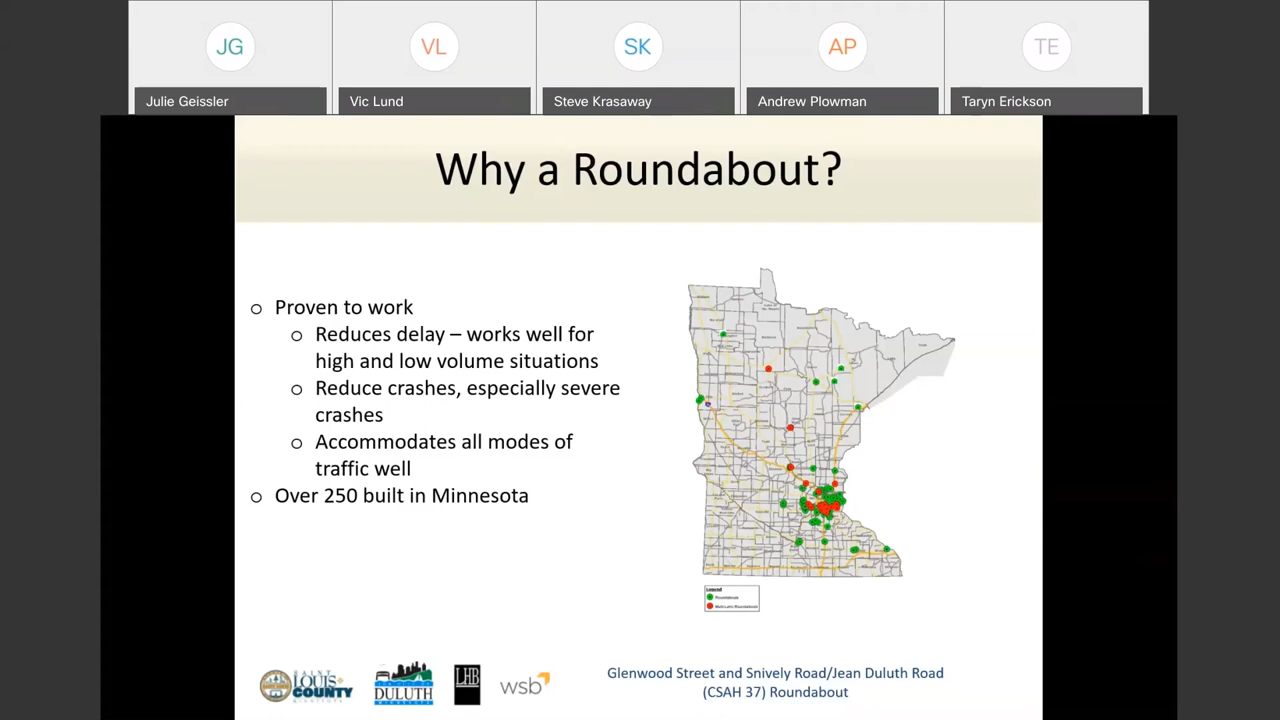 JG
VL
SK
AP
TE
Julie Geissler
Vic Lund
Steve Krasaway
Andrew Plowman
Taryn Erickson
Why a Roundabout?
o Proven to work
o Reduces delay – works well for
high and low volume situations
o Reduce crashes, especially severe
crashes
o Accommodates all modes of
traffic well
o Over 250 built in Minnesota
Legend
SAINT
LOUIS
COUNTY
DULUTH
LHB
wsb
Glenwood Street and Snively Road/Jean Duluth Road
(CSAH 37) Roundabout